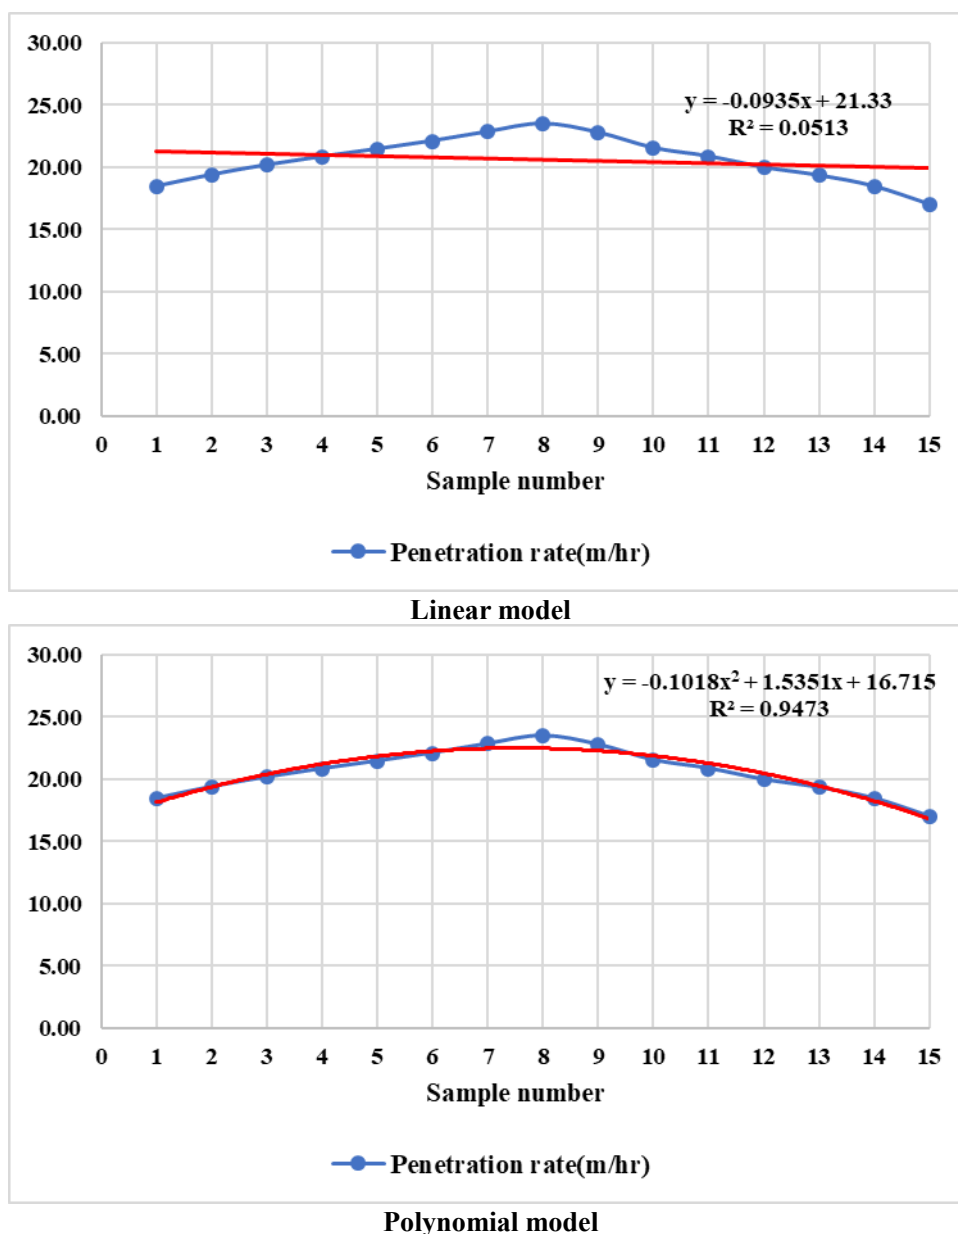 30.00
25.00
20.00
15.00
10.00
5.00
0.00
y = -0.0935x + 21.33
R² = 0.0513
0 1 2 3 4 5 6 7 8 9 10 11 12 13 14 15
Sample number
Penetration rate(m/hr)
Linear model
30.00
25.00
20.00
15.00
10.00
5.00
0.00
y = -0.1018x² + 1.5351x + 16.715
R² = 0.9473
0 1 2 3 4 5 6 7 8 9 10 11 12 13 14 15
Sample number
Penetration rate(m/hr)
Polynomial model